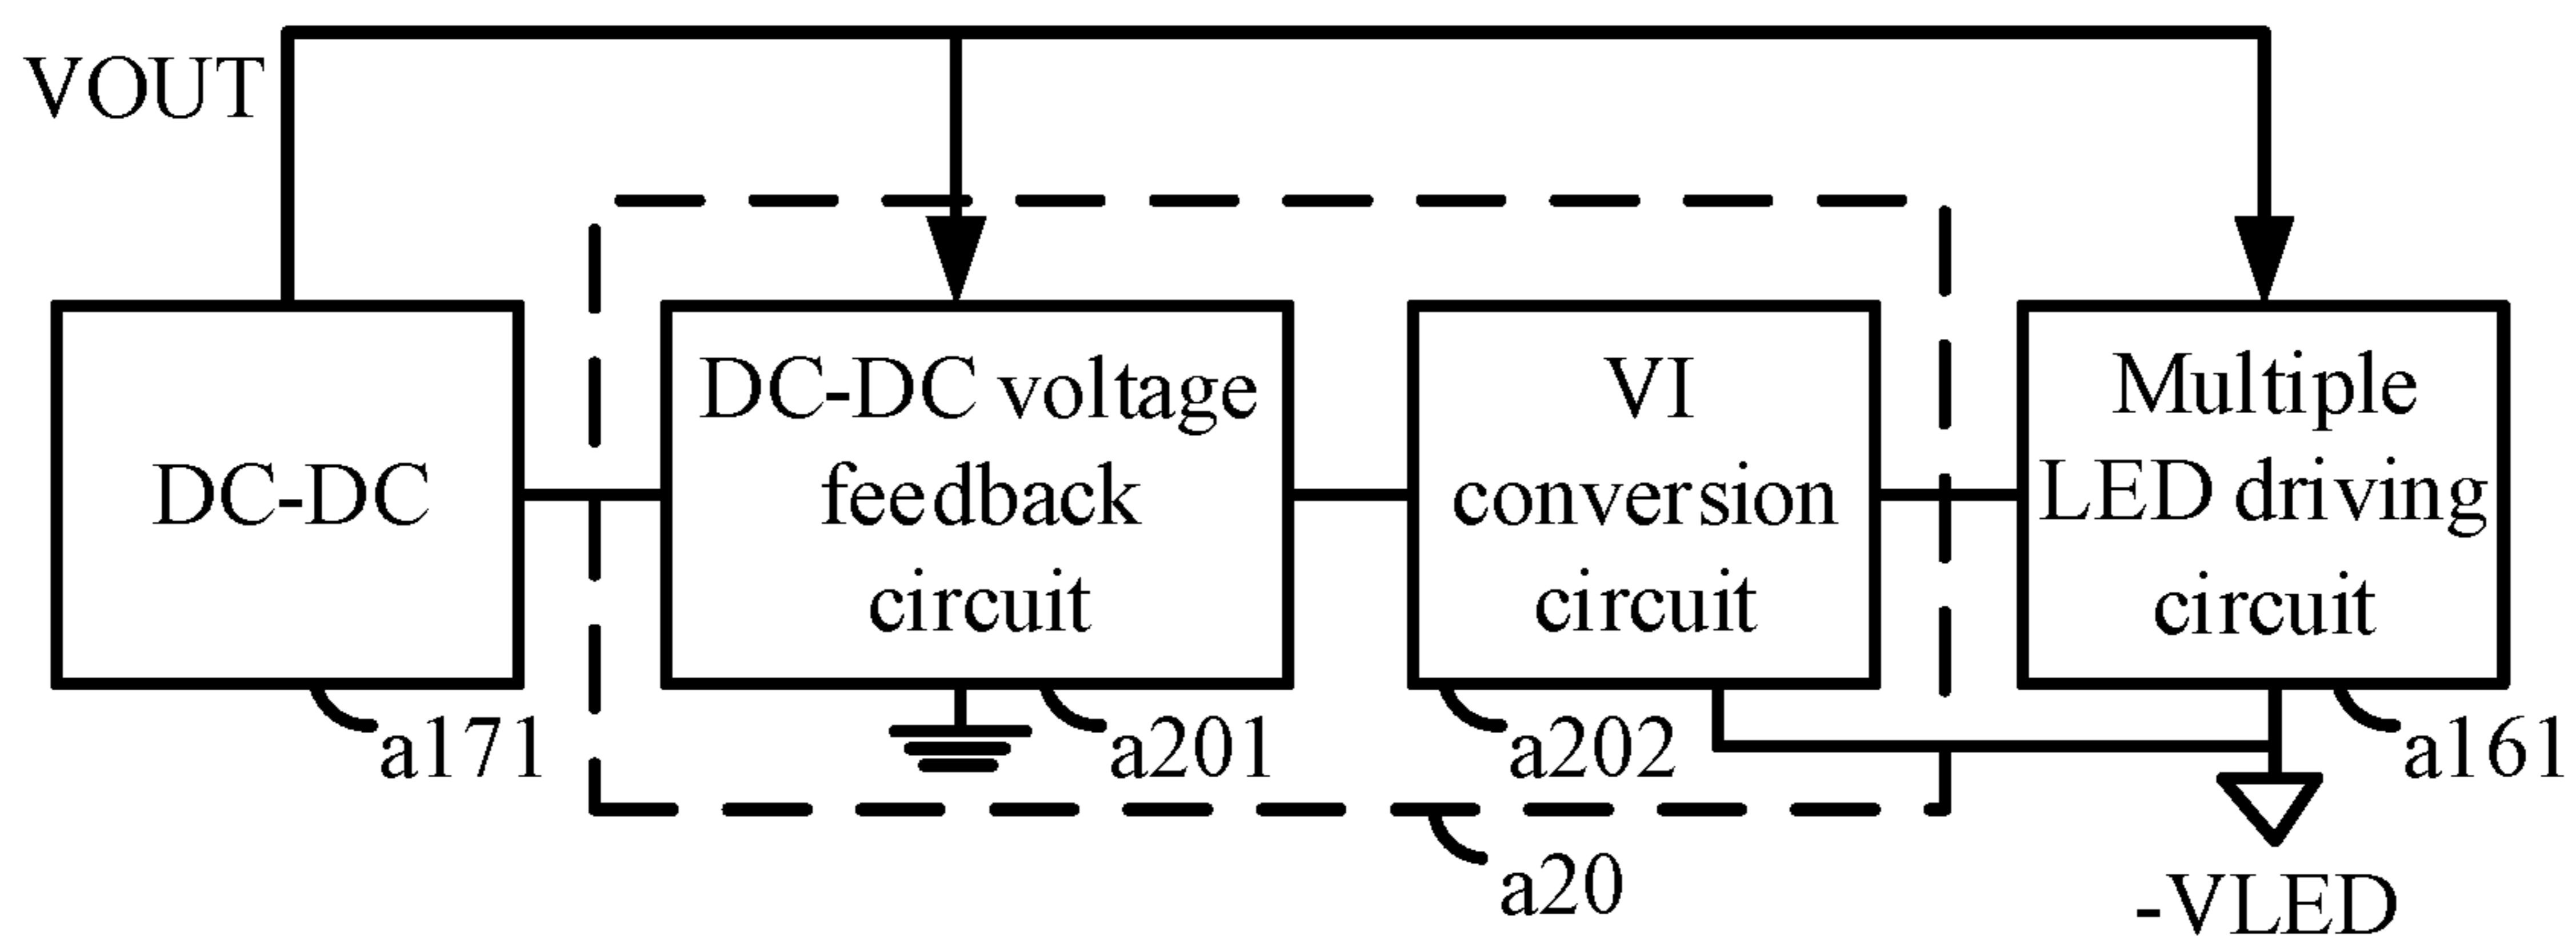 VOUT
DC-DC
DC-DC voltage
feedback
circuit
VI
conversion
circuit
Multiple
LED driving
circuit
a171
a201
a202
a161
a20
-VLED